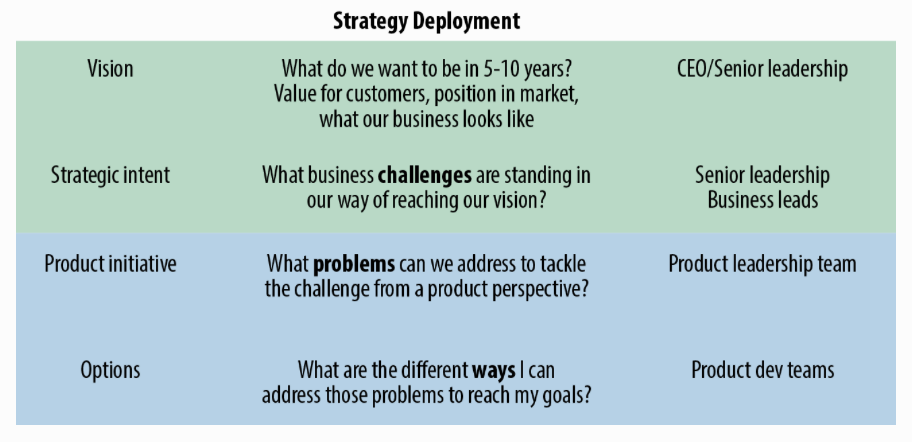 Strategy Deployment
Vision
What do we want to be in 5-10 years?
Value for customers, position in market,
what our business looks like
CEO/Senior leadership
Strategic intent
What business challenges are standing in
our way of reaching our vision?
Senior leadership
Business leads
Product initiative
What problems can we address to tackle
the challenge from a product perspective?
Product leadership team
Options
What are the different ways I can
address those problems to reach my goals?
Product dev teams